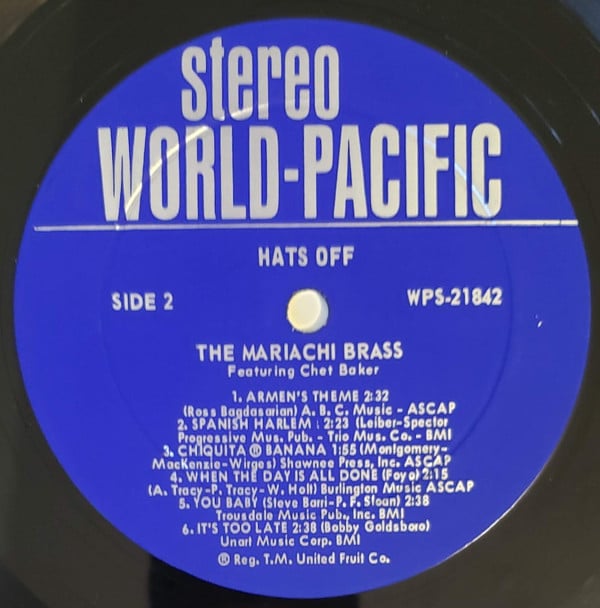 stereo
WORLD-PACIFIC
HATS OFF
SIDE 2
WPS-21842
THE MARIACHI BRASS
Featuring Chet Baker
1. ARMEN'S THEME 2:32
(Ross Bagdasarian) A. B. C. Music - ASCAP
2. SPANISH HARLEM : 2:23 (Leiber-Spector
Progressive Mus. Pub. - Trio Mus. Co. - BMI
3. CHIQUITA ® BANANA 1:55 (Montgomery-
MacKenzie-Wirges) Shawnee Press, Inc. ASCAP
4. WHEN THE DAY IS ALL DONE (Foyo) 2:15
(A. Tracy-P. Tracy-W. Holt) Burlington Music ASCAP
5. YOU BABY (Steve Barri-P. F. Sloan) 2:38
Trousdale Music Pub., Inc. BMI
6. IT'S TOO LATE 2:38 (Bobby Goldsboro)
Unart Music Corp. BMI
® Reg. T.M. United Fruit Co.